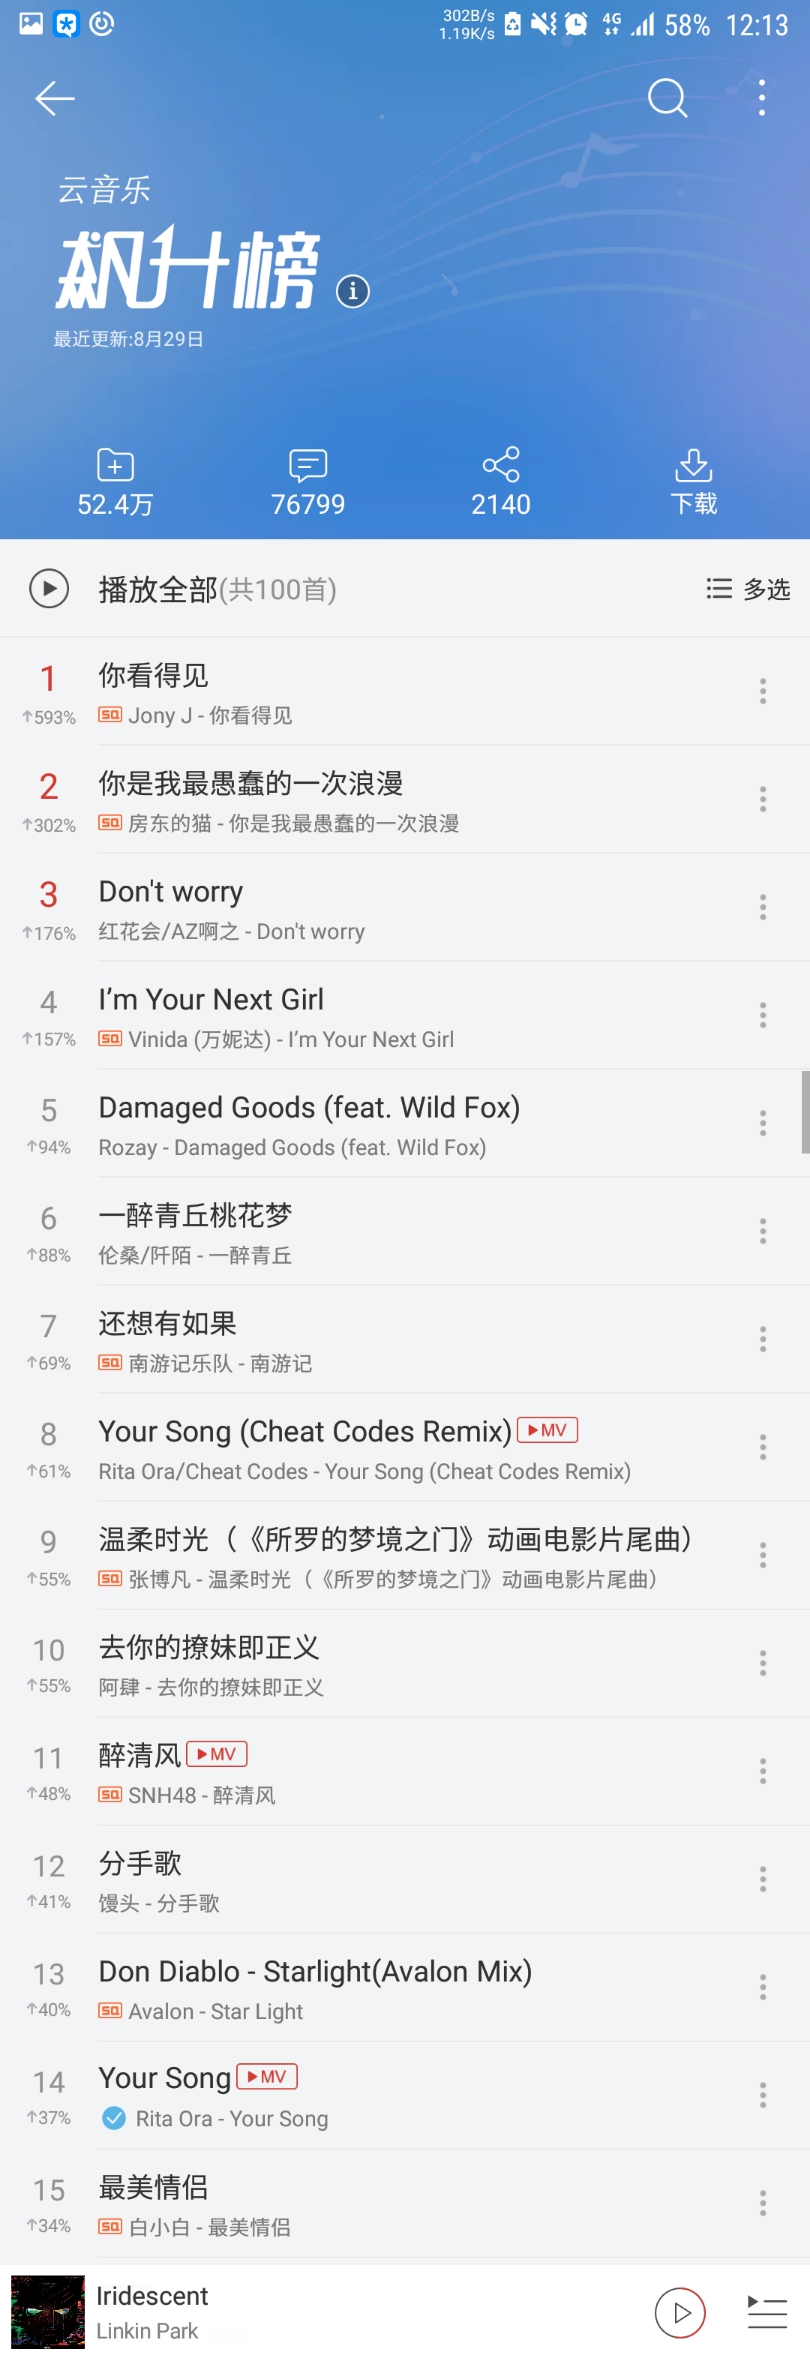 302B/s
1.19K/s
4G
58%
12:13
云音乐
飙升榜
最近更新:8月29日
52.4万
76799
2140
下载
播放全部(共100首)
多选
1
你看得见
↑593%
SQ Jony J - 你看得见
2
你是我最愚蠢的一次浪漫
↑302%
SQ 房东的猫 - 你是我最愚蠢的一次浪漫
3
Don't worry
↑176%
红花会/AZ啊之 - Don't worry
4
I’m Your Next Girl
↑157%
SQ Vinida (万妮达) - I’m Your Next Girl
5
Damaged Goods (feat. Wild Fox)
↑94%
Rozay - Damaged Goods (feat. Wild Fox)
6
一醉青丘桃花梦
↑88%
伦桑/阡陌 - 一醉青丘
7
还想有如果
↑69%
SQ 南游记乐队 - 南游记
8
Your Song (Cheat Codes Remix) MV
↑61%
Rita Ora/Cheat Codes - Your Song (Cheat Codes Remix)
9
温柔时光（《所罗的梦境之门》动画电影片尾曲）
↑55%
SQ 张博凡 - 温柔时光（《所罗的梦境之门》动画电影片尾曲）
10
去你的撩妹即正义
↑55%
阿肆 - 去你的撩妹即正义
11
醉清风 MV
↑48%
SQ SNH48 - 醉清风
12
分手歌
↑41%
馒头 - 分手歌
13
Don Diablo - Starlight(Avalon Mix)
↑40%
SQ Avalon - Star Light
14
Your Song MV
↑37%
Rita Ora - Your Song
15
最美情侣
↑34%
SQ 白小白 - 最美情侣
Iridescent
Linkin Park